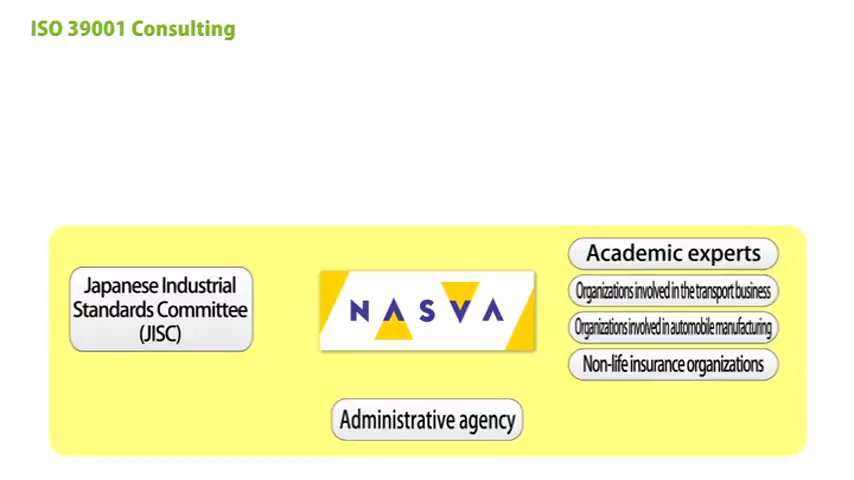 ISO 39001 Consulting
Japanese Industrial
Standards Committee
(JISC)
NASVA
Academic experts
Organizations involved in the transport business
Organizations involved in automobile manufacturing
Non-life insurance organizations
Administrative agency